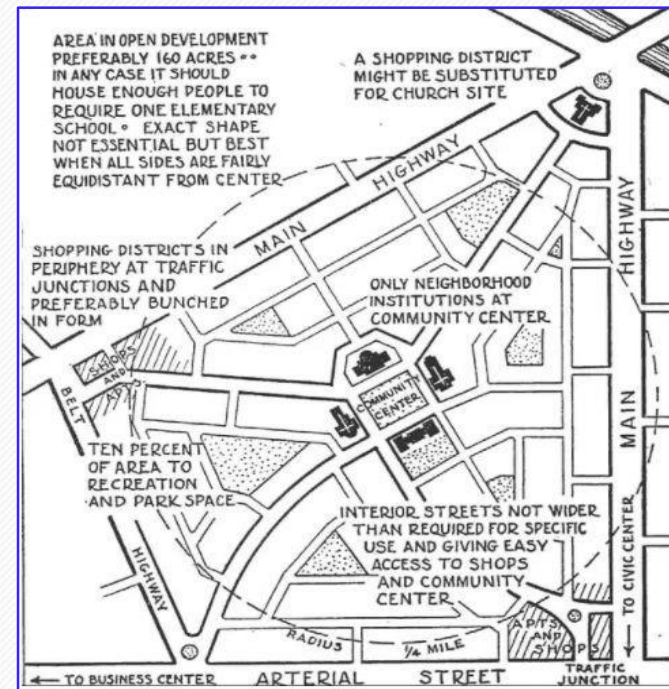 AREA IN OPEN DEVELOPMENT
PREFERABLY 160 ACRES ••
IN ANY CASE IT SHOULD
HOUSE ENOUGH PEOPLE TO
REQUIRE ONE ELEMENTARY
SCHOOL • EXACT SHAPE
NOT ESSENTIAL BUT BEST
WHEN ALL SIDES ARE FAIRLY
EQUIDISTANT FROM CENTER
A SHOPPING DISTRICT
MIGHT BE SUBSTITUTED
FOR CHURCH SITE
MAIN HIGHWAY
SHOPPING DISTRICTS IN
PERIPHERY AT TRAFFIC
JUNCTIONS AND
PREFERABLY BUNCHED
IN FORM
ONLY NEIGHBORHOOD
INSTITUTIONS AT
COMMUNITY CENTER
MAIN HIGHWAY
SHOPS
AND
APTS.
BELT HIGHWAY
COMMUNITY
CENTER
TEN PERCENT
OF AREA TO
RECREATION
AND PARK SPACE
INTERIOR STREETS NOT WIDER
THAN REQUIRED FOR SPECIFIC
USE AND GIVING EASY
ACCESS TO SHOPS
AND COMMUNITY
CENTER
TO CIVIC CENTER
RADIUS 1/4 MILE
APTS.
AND
SHOPS
TRAFFIC
JUNCTION
← TO BUSINESS CENTER ARTERIAL STREET